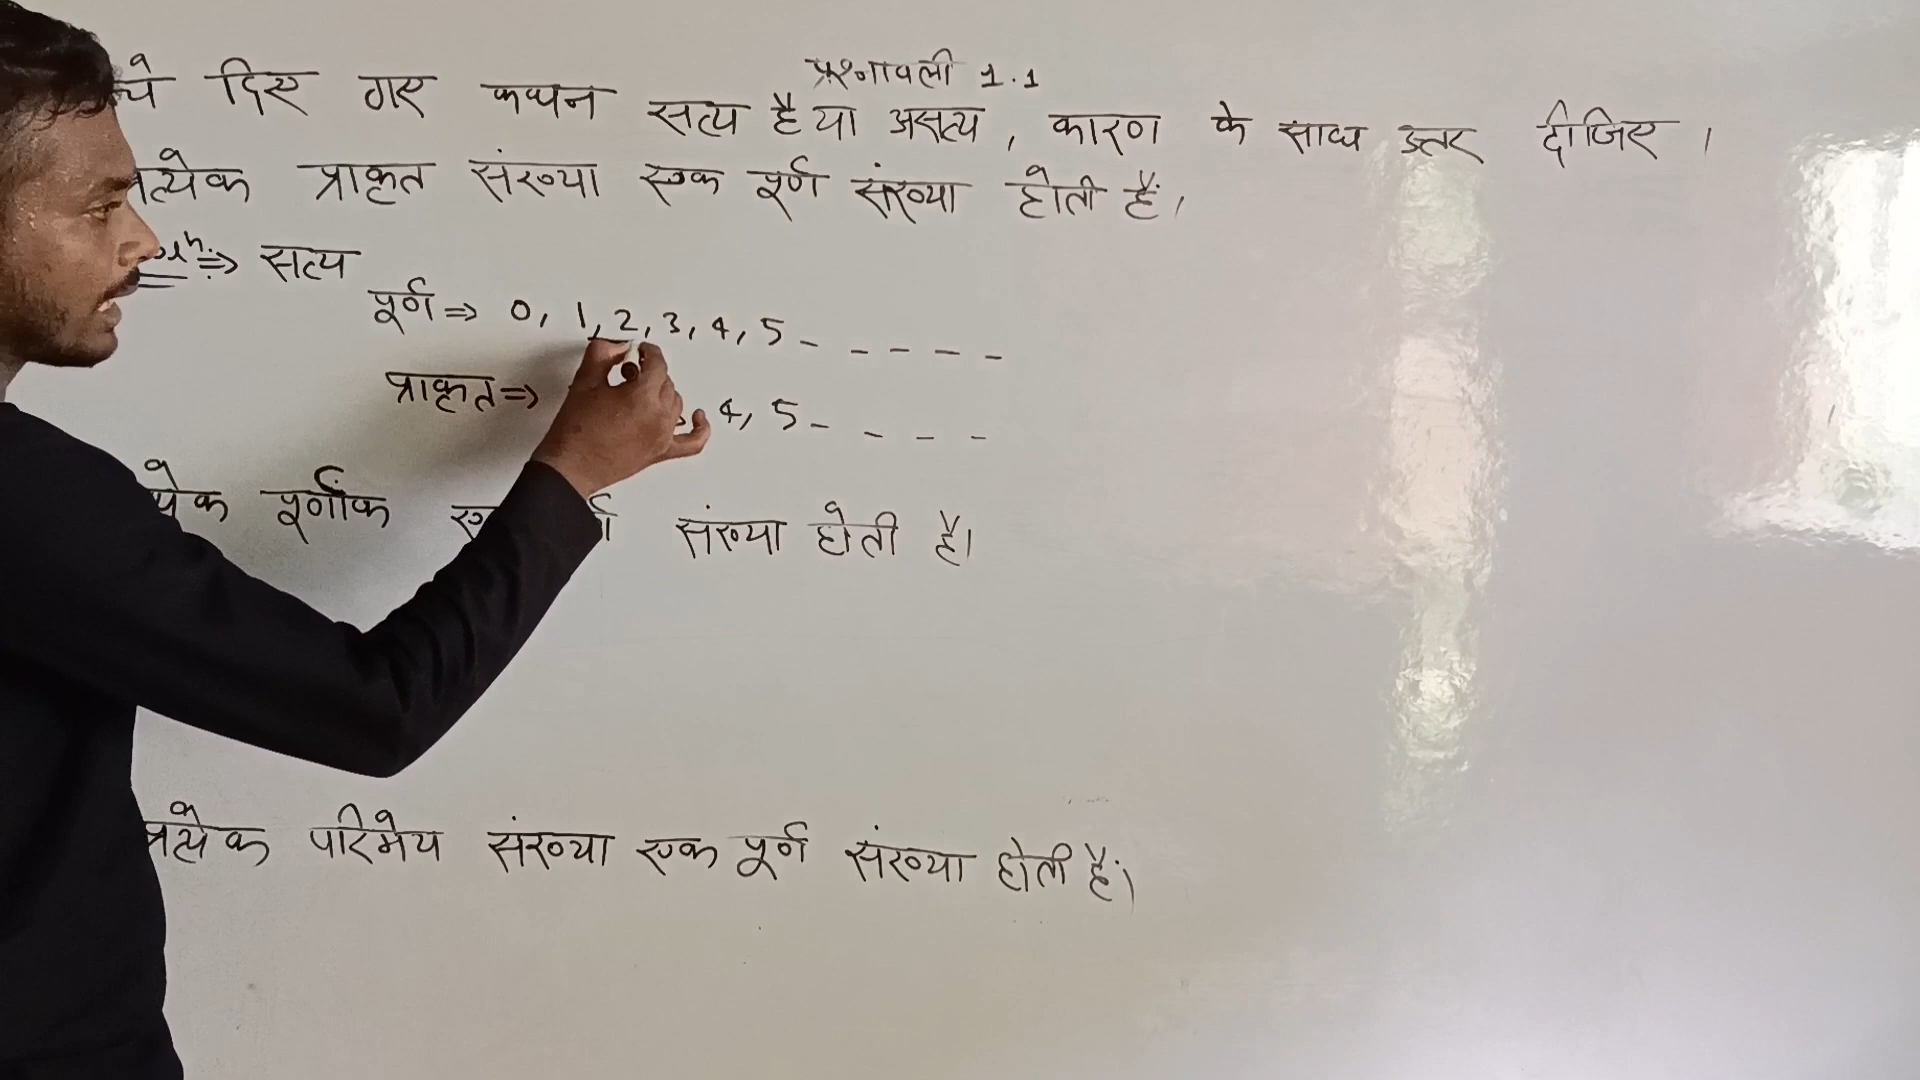 प्रश्नावली 1.1
दिए गए कथन सत्य है या असत्य, कारण के साथ उत्तर दीजिए।
प्रत्येक प्राकृत संख्या एक पूर्ण संख्या होती हैं।
⇒ सत्य
पूर्ण ⇒ 0, 1, 2, 3, 4, 5 - - - - -
प्राकृत ⇒ 4, 5 - - - -
पूर्णांक संख्या होती है।
प्रत्येक परिमेय संख्या एक पूर्ण संख्या होती हैं।